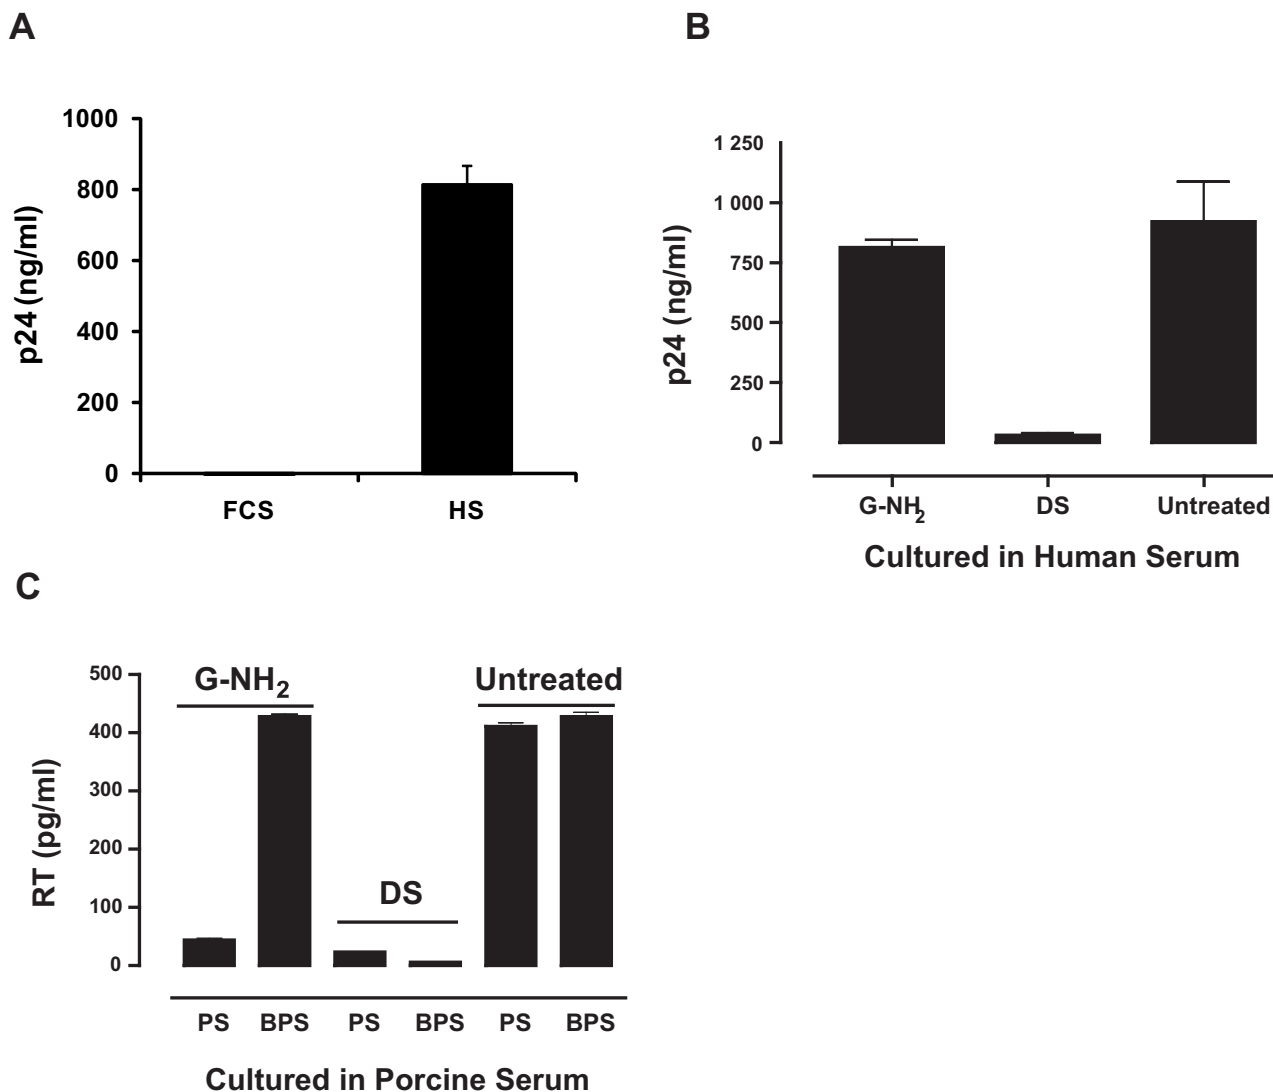 A
p24 (ng/ml)
1000
800
600
400
200
0
FCS HS
B
p24 (ng/ml)
1 250
1 000
750
500
250
0
G-NH2 DS Untreated
Cultured in Human Serum
C
RT (pg/ml)
500
400
300
200
100
0
G-NH2
DS
Untreated
PS BPS PS BPS PS BPS
Cultured in Porcine Serum